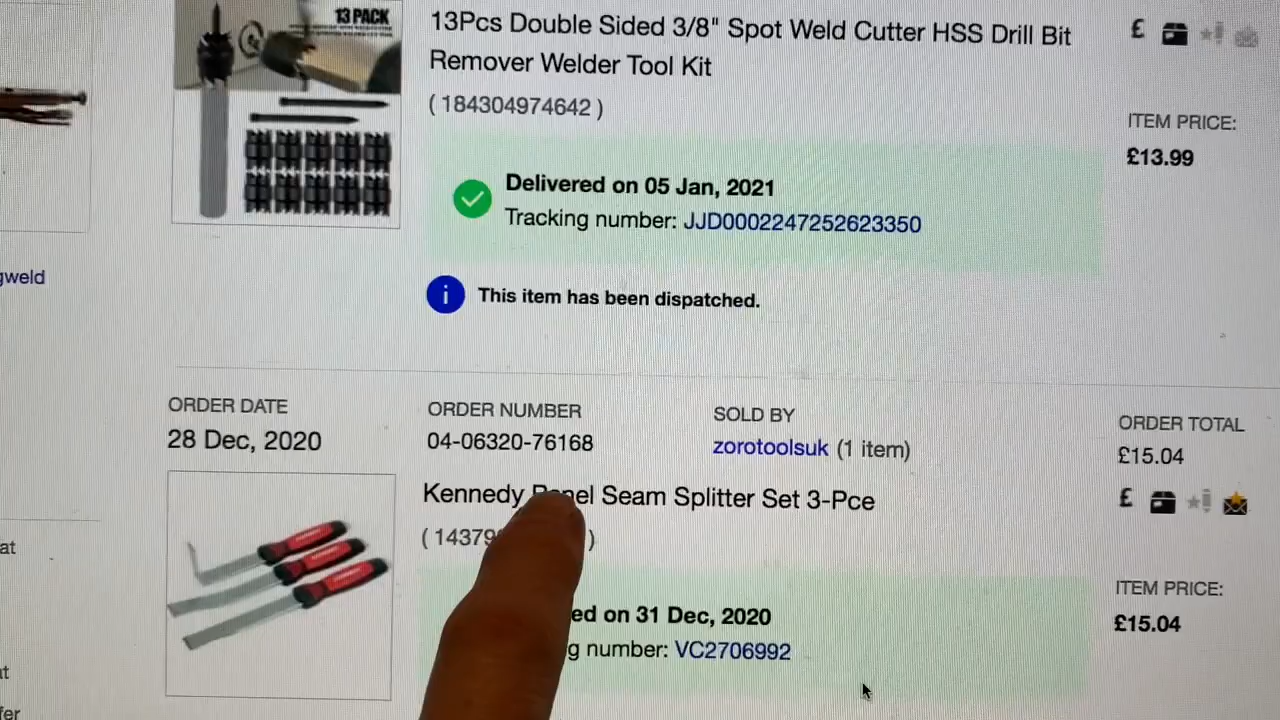 13 PACK
13Pcs Double Sided 3/8" Spot Weld Cutter HSS Drill Bit
Remover Welder Tool Kit
( 184304974642 )
£
ITEM PRICE:
£13.99
Delivered on 05 Jan, 2021
Tracking number: JJD0002247252623350
gweld
i
This item has been dispatched.
ORDER DATE
28 Dec, 2020
ORDER NUMBER
04-06320-76168
SOLD BY
zorotoolsuk (1 item)
ORDER TOTAL
£15.04
£
Kennedy Panel Seam Splitter Set 3-Pce
( 14379 )
ed on 31 Dec, 2020
g number: VC2706992
ITEM PRICE:
£15.04
at
at
fer